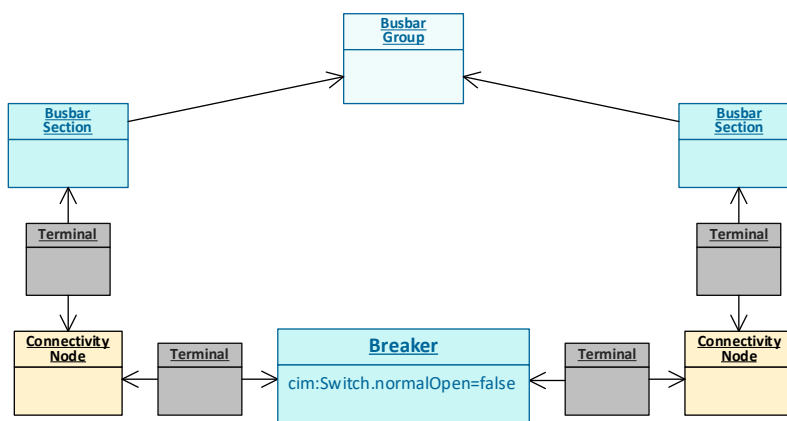 Busbar
Group
Busbar
Section
Busbar
Section
Terminal
Terminal
Connectivity
Node
Terminal
Breaker
cim:Switch.normalOpen=false
Terminal
Connectivity
Node